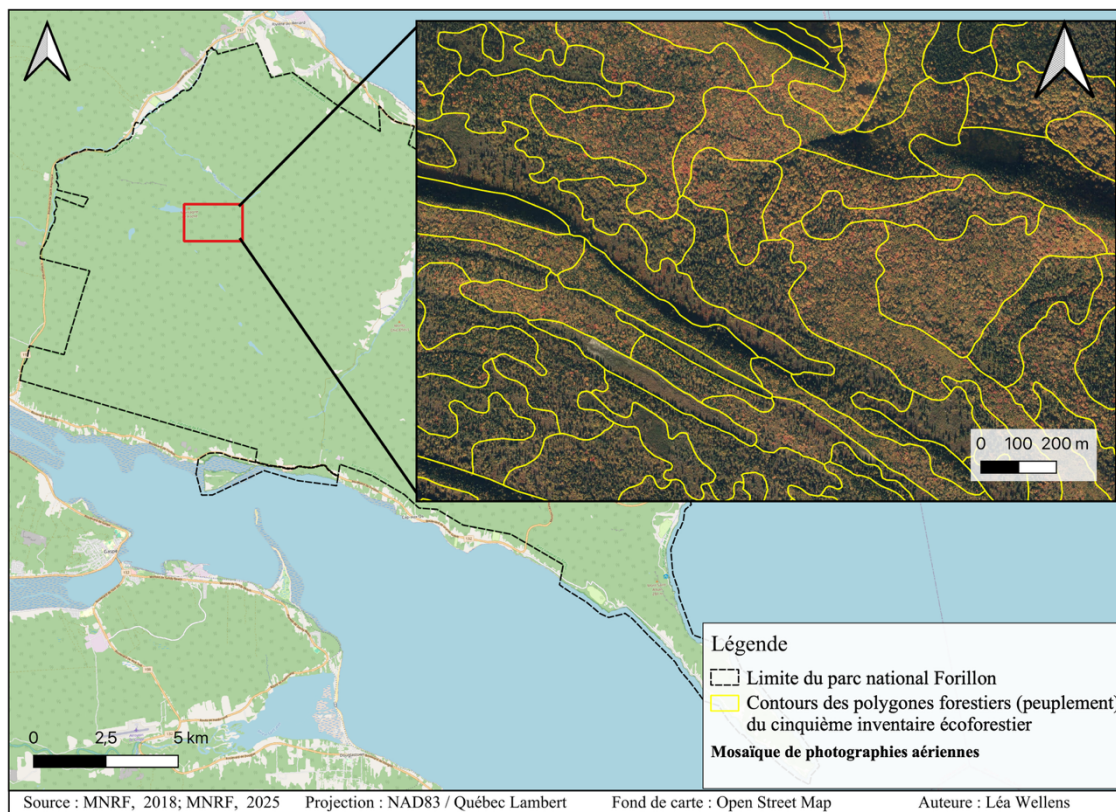 0 100 200 m
Gaspé
0 2,5 5 km
Légende
Limite du parc national Forillon
Contours des polygones forestiers (peuplement)
du cinquième inventaire écoforestier
Mosaïque de photographies aériennes
Source : MNRF, 2018; MNRF, 2025 Projection : NAD83 / Québec Lambert Fond de carte : Open Street Map Auteure : Léa Wellens